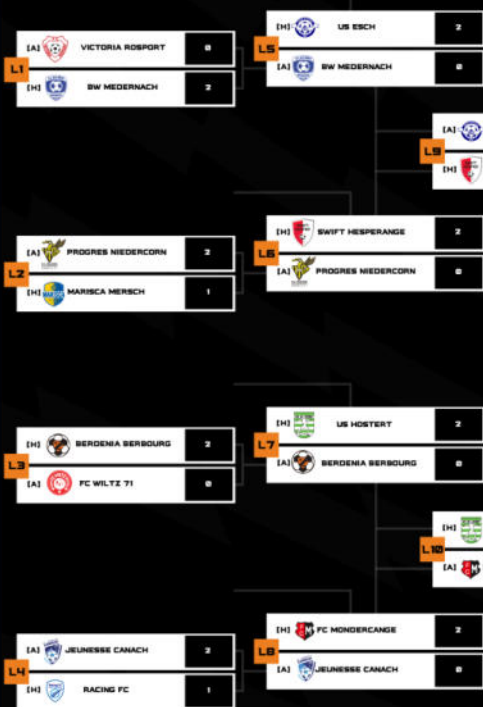 L1
[A] VICTORIA ROSPORT 0
[H] BW MEDERNACH 2
L5
[H] US ESCH 2
[A] BW MEDERNACH 0
L9
[A]
[H]
L2
[A] PROGRES NIEDERCORN 2
[H] MARISCA MERSCH 1
L6
[H] SWIFT HESPERANGE 2
[A] PROGRES NIEDERCORN 0
L3
[H] BERDENIA BERBOURG 2
[A] FC WILTZ 71 0
L7
[H] US HOSTERT 2
[A] BERDENIA BERBOURG 0
L10
[H]
[A]
L4
[A] JEUNESSE CANACH 2
[H] RACING FC 1
L8
[H] FC MONDERCANGE 2
[A] JEUNESSE CANACH 0